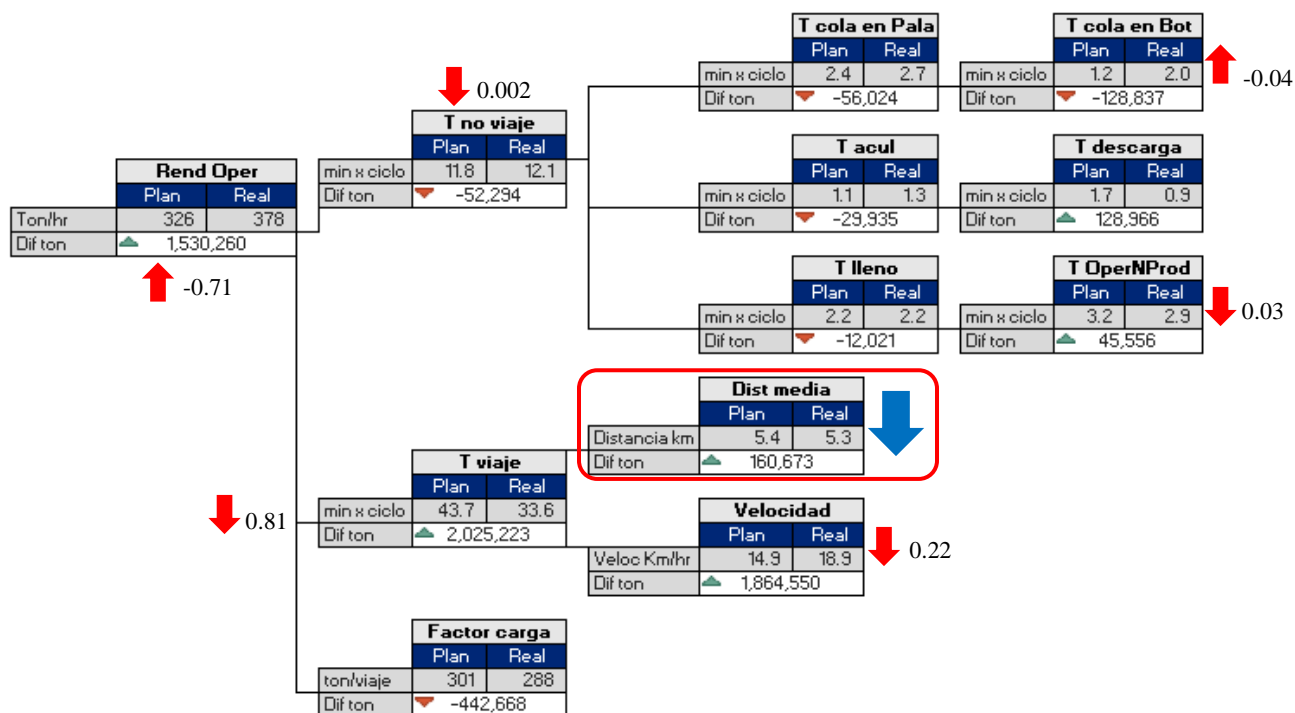 T cola en Pala
Plan Real
min x ciclo 2.4 2.7
Dif ton -56,024
T cola en Bot
Plan Real
min x ciclo 1.2 2.0
Dif ton -128,837
-0.04
0.002
T no viaje
Plan Real
min x ciclo 11.8 12.1
Dif ton -52,294
T acul
Plan Real
min x ciclo 1.1 1.3
Dif ton -29,935
T descarga
Plan Real
min x ciclo 1.7 0.9
Dif ton 128,966
Rend Oper
Plan Real
Ton/hr 326 378
Dif ton 1,530,260
-0.71
T lleno
Plan Real
min x ciclo 2.2 2.2
Dif ton -12,021
T OperNProd
Plan Real
min x ciclo 3.2 2.9
Dif ton 45,556
0.03
Dist media
Plan Real
Distancia km 5.4 5.3
Dif ton 160,673
T viaje
Plan Real
min x ciclo 43.7 33.6
Dif ton 2,025,223
0.81
Velocidad
Plan Real
Veloc Km/hr 14.9 18.9
Dif ton 1,864,550
0.22
Factor carga
Plan Real
ton/viaje 301 288
Dif ton -442,668